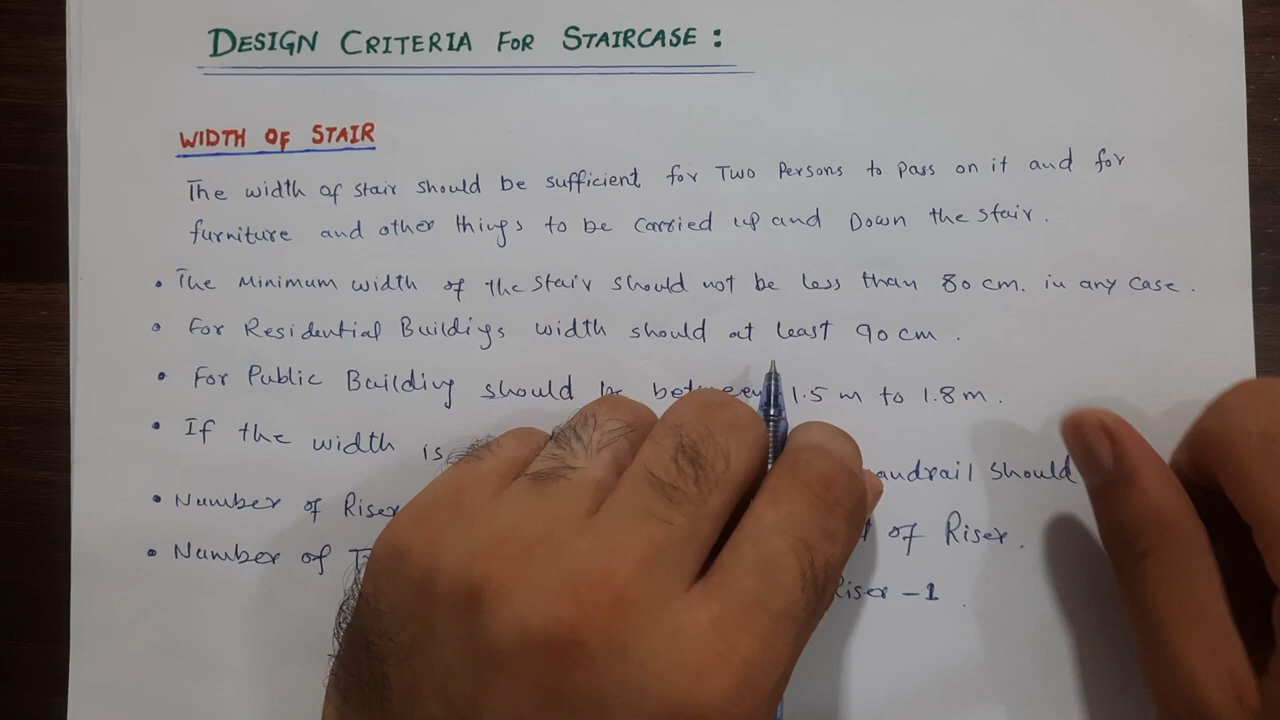 DESIGN CRITERIA FOR STAIRCASE :
WIDTH OF STAIR
The width of stair should be sufficient for Two Persons to pass on it and for
furniture and other things to be carried up and Down the stair.
• The Minimum width of the stair should not be less than 80 cm. in any case.
• For Residential Buildigs width should at least 90 cm.
• For Public Building should be between 1.5 m to 1.8 m.
• If the width is andrail should
• Number of Riser t of Riser.
• Number of Riser - 1